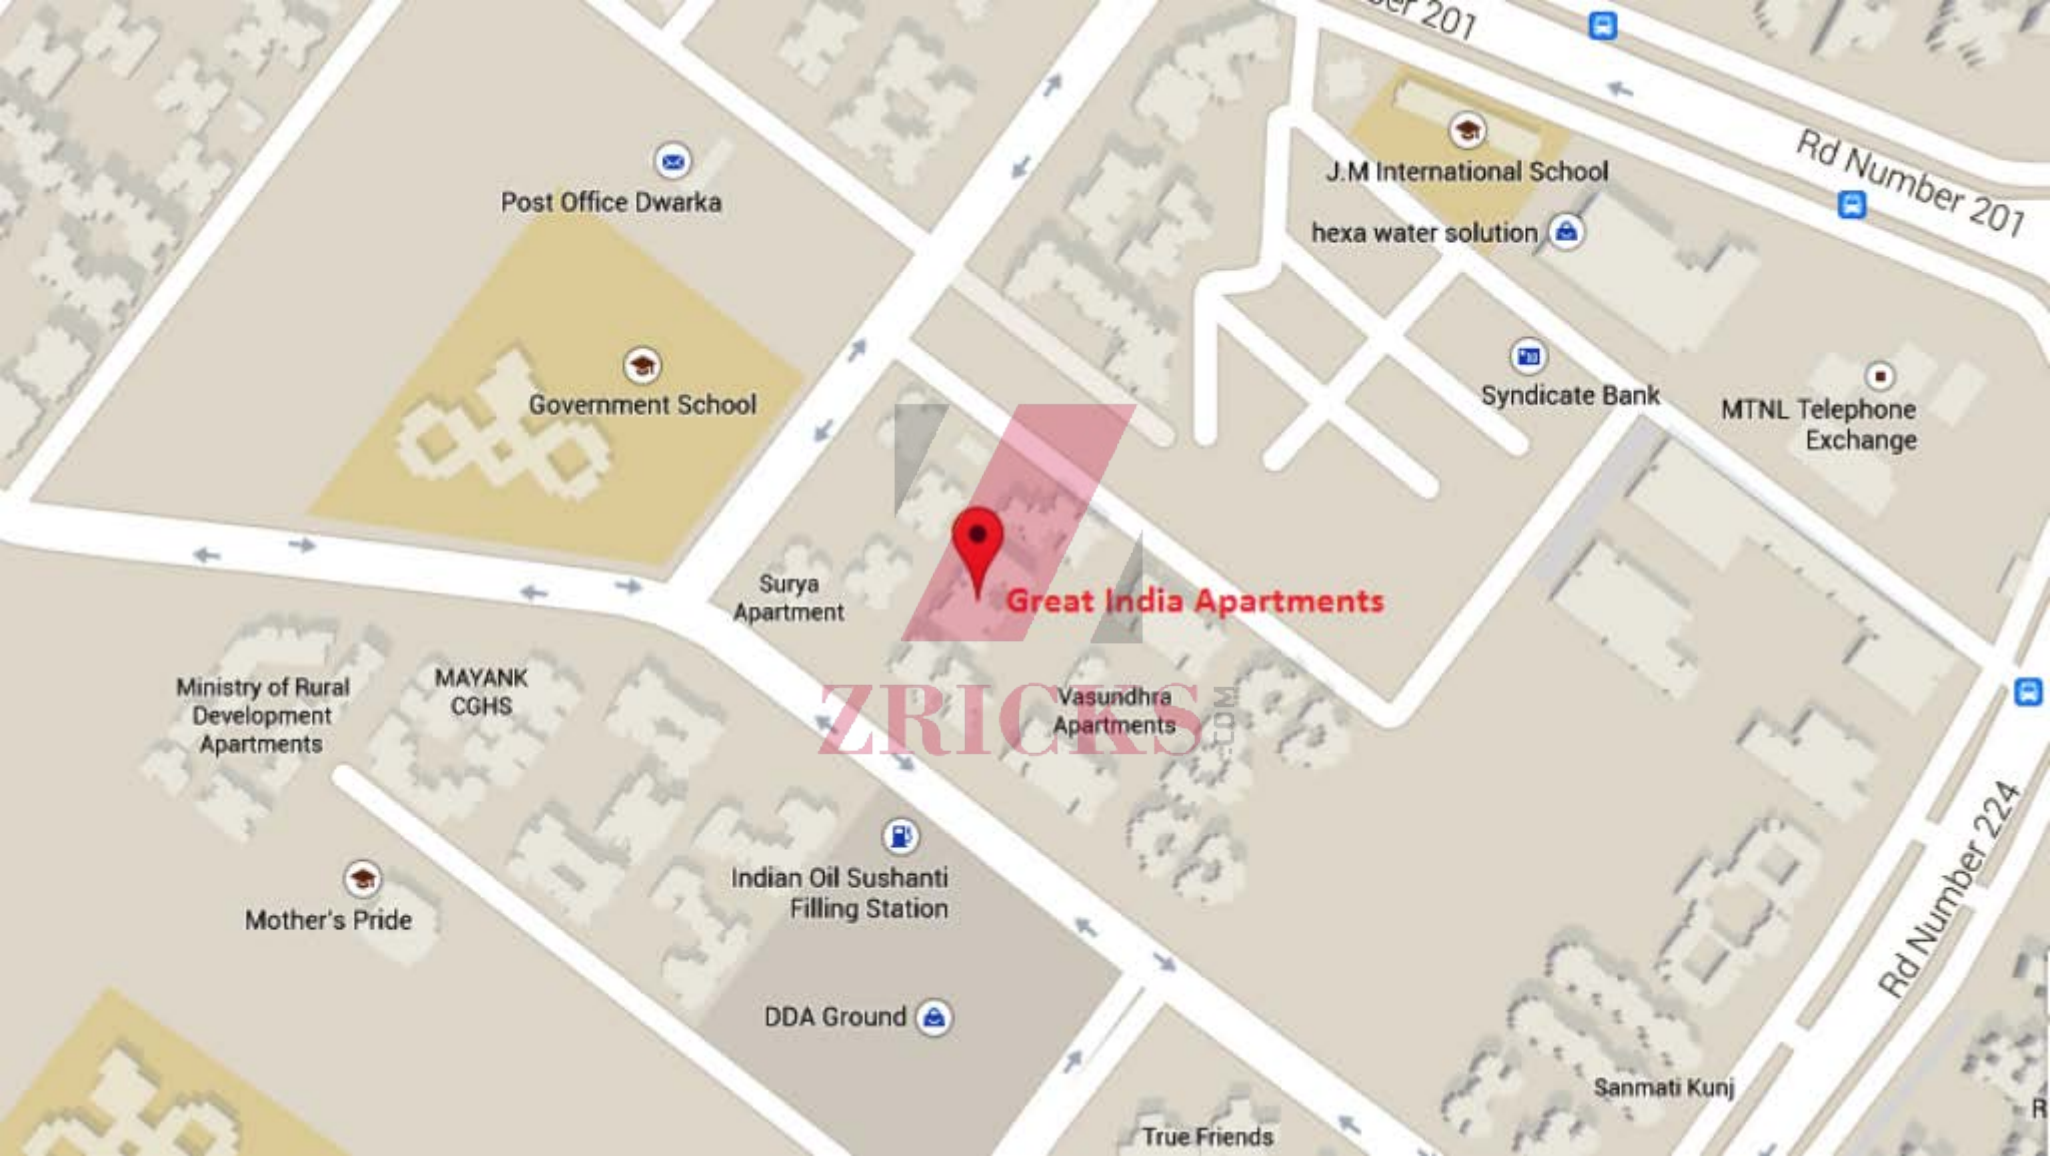 Rd Number 201
Post Office Dwarka
J.M International School
hexa water solution
Government School
Syndicate Bank
MTNL Telephone
Exchange
Surya
Apartment
Great India Apartments
MAYANK
CGHS
Ministry of Rural
Development
Apartments
Vasundhra
Apartments
ZRICKS
.COM
Indian Oil Sushanti
Filling Station
Mother's Pride
Rd Number 224
DDA Ground
Sanmati Kunj
True Friends